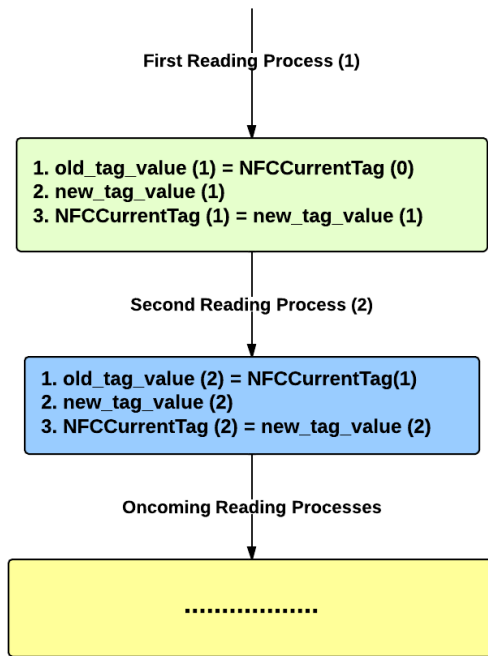 First Reading Process (1)
1. old_tag_value (1) = NFCCurrentTag (0)
2. new_tag_value (1)
3. NFCCurrentTag (1) = new_tag_value (1)
Second Reading Process (2)
1. old_tag_value (2) = NFCCurrentTag(1)
2. new_tag_value (2)
3. NFCCurrentTag (2) = new_tag_value (2)
Oncoming Reading Processes
..................